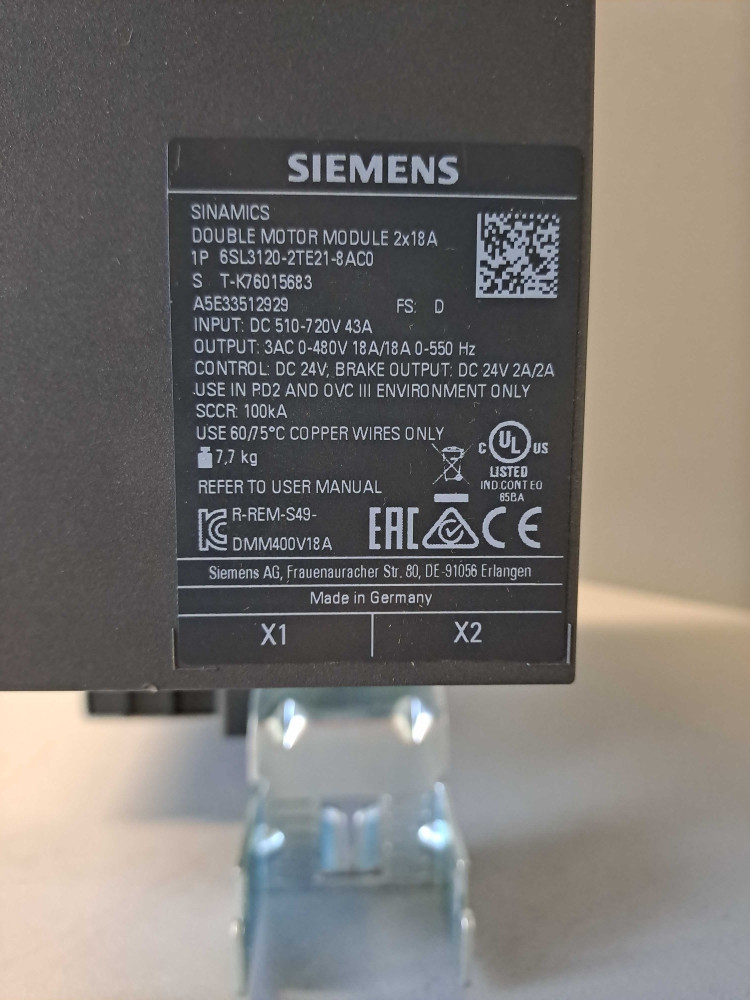 SIEMENS
SINAMICS
DOUBLE MOTOR MODULE 2x18A
1P 6SL3120-2TE21-8AC0
S T-K76015683
A5E33512929 FS: D
INPUT: DC 510-720V 43A
OUTPUT: 3AC 0-480V 18A/18A 0-550 Hz
CONTROL: DC 24V; BRAKE OUTPUT: DC 24V 2A/2A
USE IN PD2 AND OVC III ENVIRONMENT ONLY
SCCR: 100kA
USE 60/75°C COPPER WIRES ONLY
C UL US
LISTED
IND.CONT.EQ
65BA
7,7 kg
REFER TO USER MANUAL
R-REM-S49-
DMM400V18A
EAC CE
Siemens AG, Frauenauracher Str. 80, DE-91056 Erlangen
Made in Germany
X1 X2